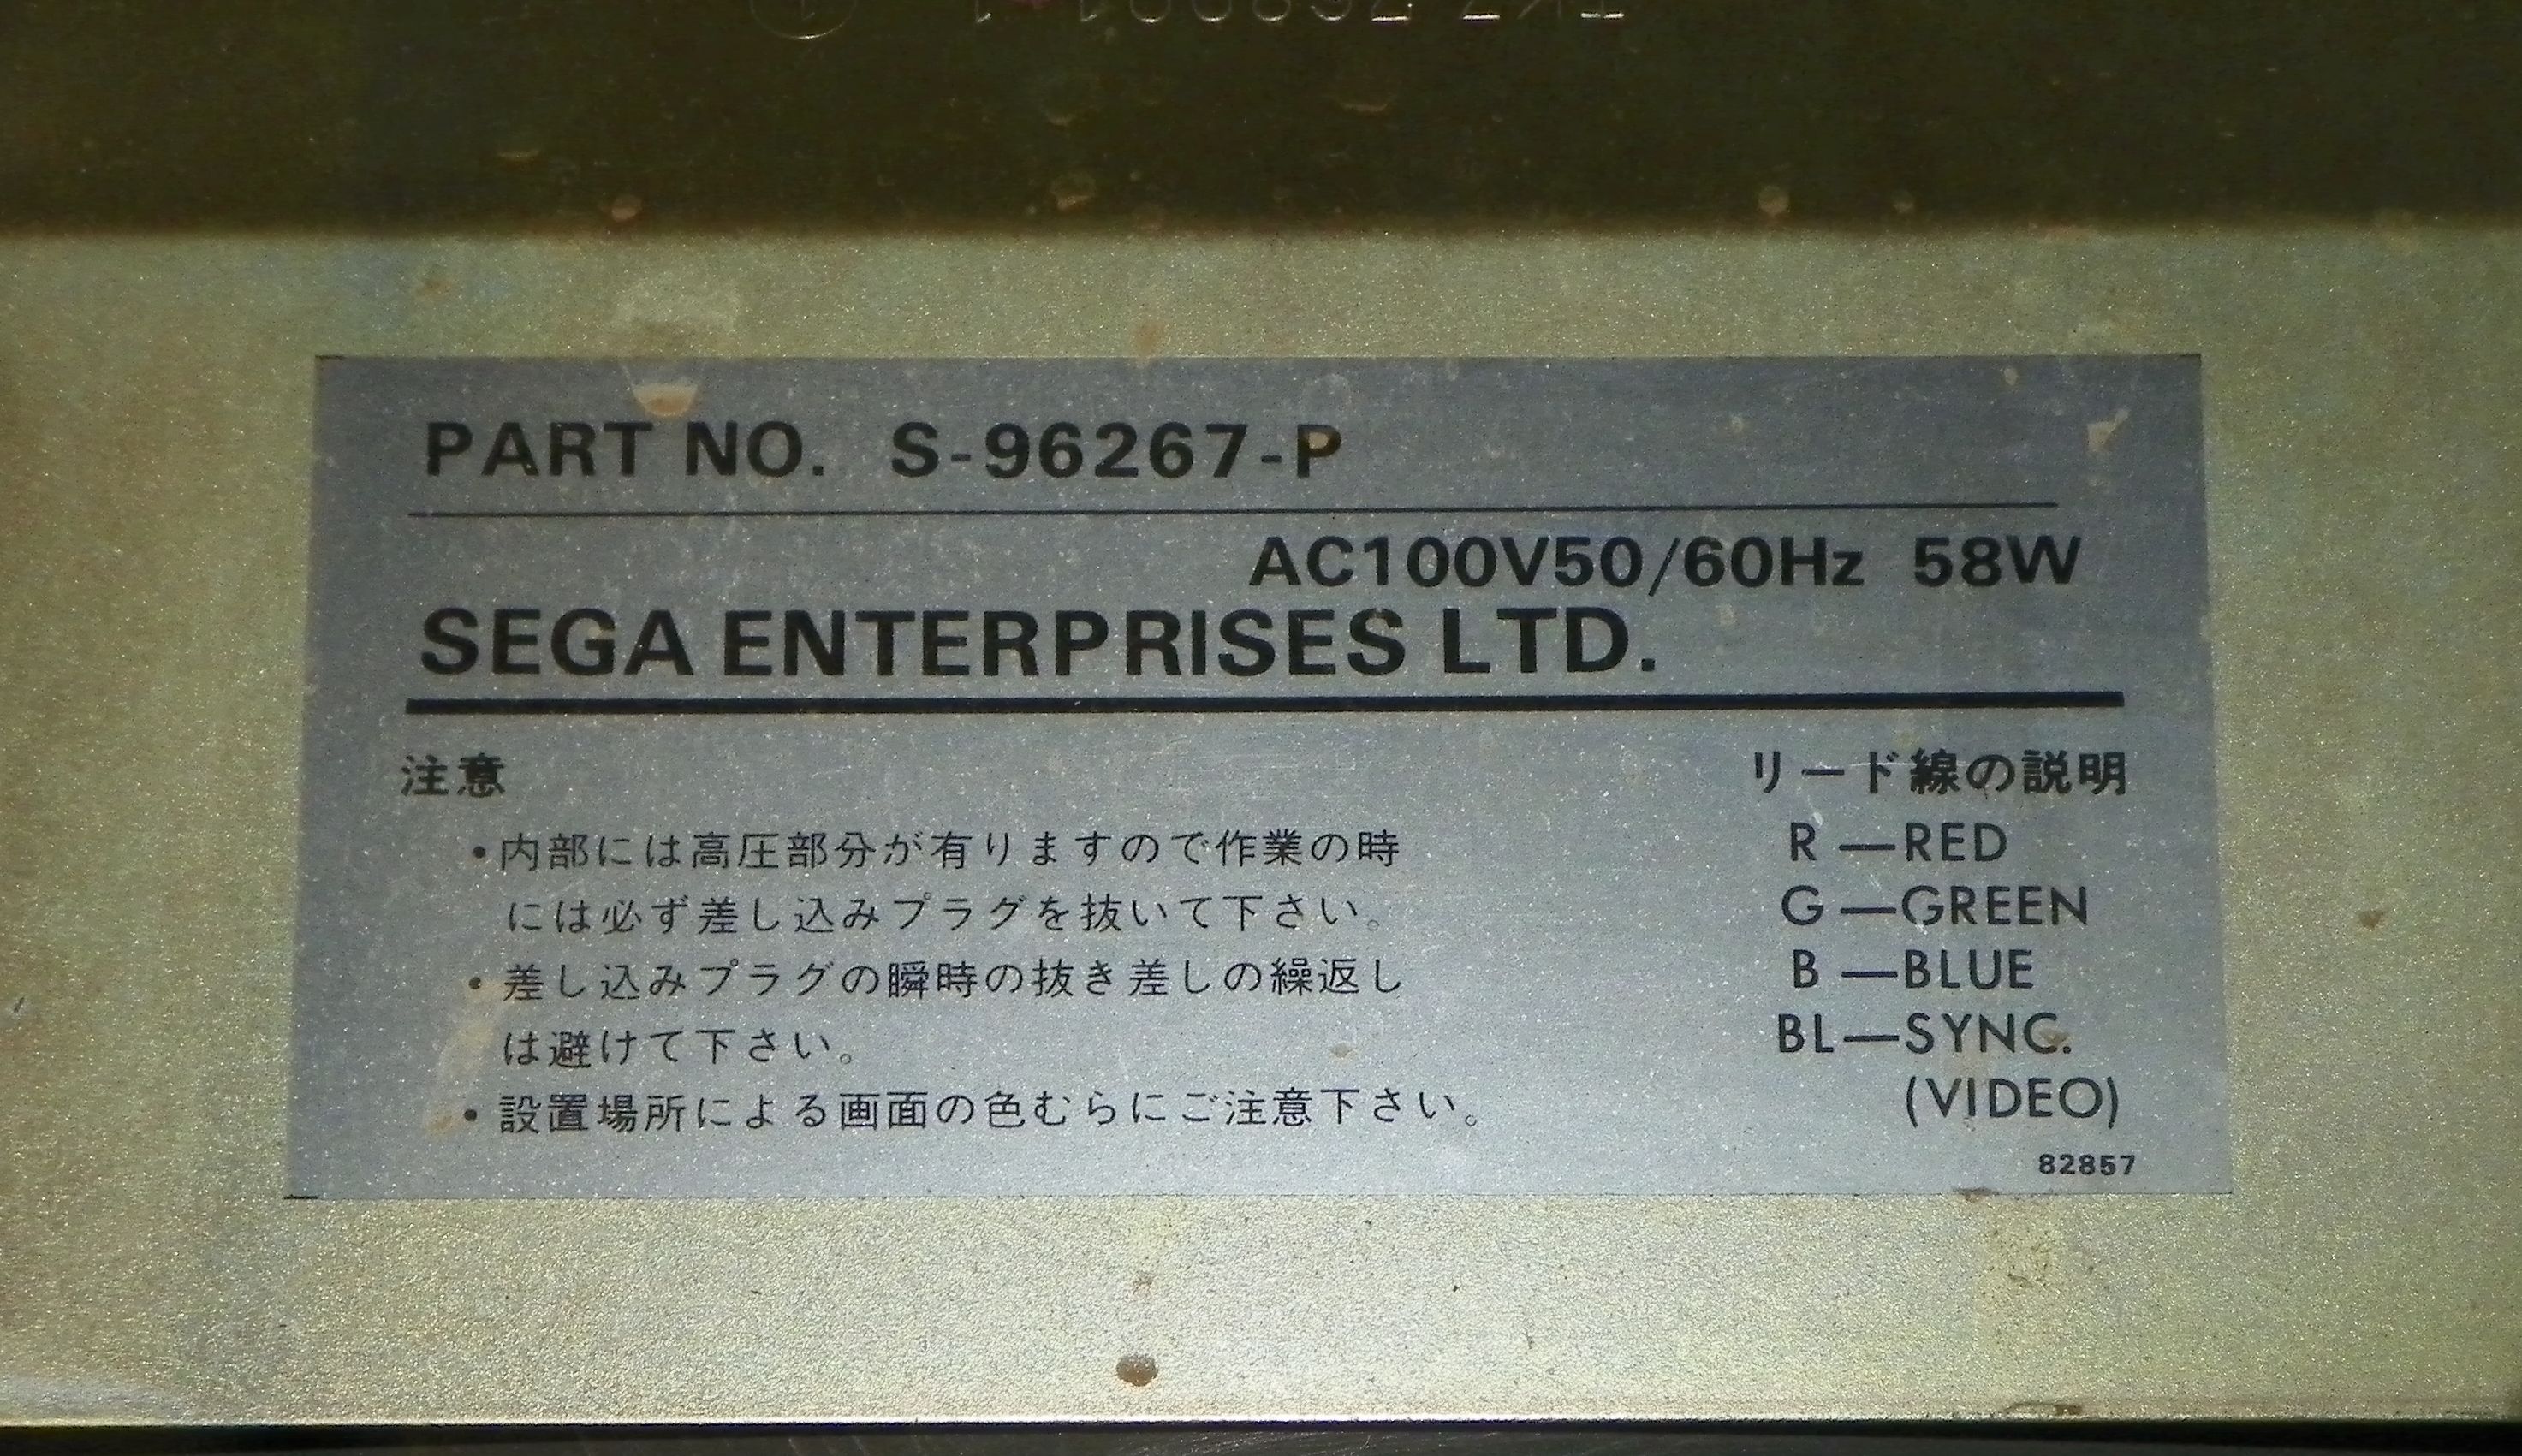 PART NO. S-96267-P
AC100V50/60Hz 58W
SEGA ENTERPRISES LTD.
注意
・内部には高圧部分が有りますので作業の時
には必ず差し込みプラグを抜いて下さい。
・差し込みプラグの瞬時の抜き差しの繰返し
は避けて下さい。
・設置場所による画面の色むらにご注意下さい。
リード線の説明
R —RED
G —GREEN
B —BLUE
BL—SYNC.
(VIDEO)
82857